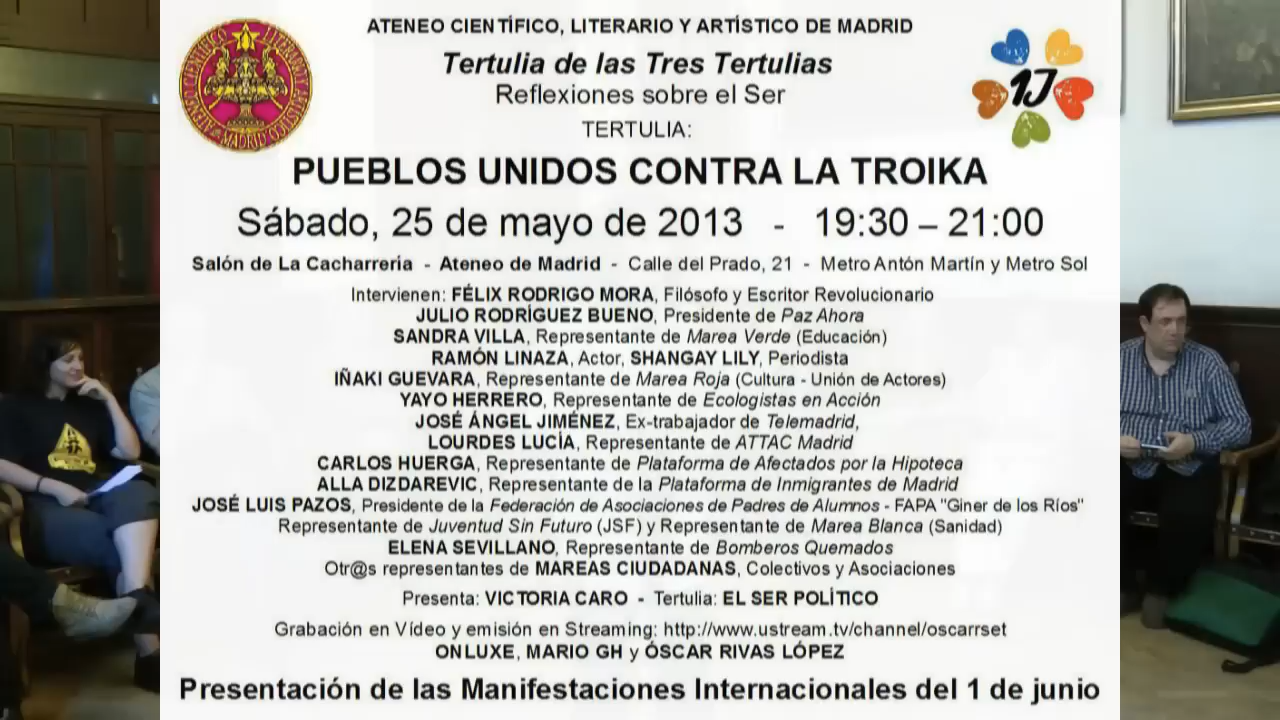 ATENEO CIENTÍFICO, LITERARIO Y ARTÍSTICO DE MADRID
Tertulia de las Tres Tertulias
Reflexiones sobre el Ser
TERTULIA:
PUEBLOS UNIDOS CONTRA LA TROIKA
Sábado, 25 de mayo de 2013 - 19:30 – 21:00
Salón de La Cacharrería - Ateneo de Madrid - Calle del Prado, 21 - Metro Antón Martín y Metro Sol
Intervienen: FÉLIX RODRIGO MORA, Filósofo y Escritor Revolucionario
JULIO RODRÍGUEZ BUENO, Presidente de Paz Ahora
SANDRA VILLA, Representante de Marea Verde (Educación)
RAMÓN LINAZA, Actor, SHANGAY LILY, Periodista
IÑAKI GUEVARA, Representante de Marea Roja (Cultura - Unión de Actores)
YAYO HERRERO, Representante de Ecologistas en Acción
JOSÉ ÁNGEL JIMÉNEZ, Ex-trabajador de Telemadrid,
LOURDES LUCÍA, Representante de ATTAC Madrid
CARLOS HUERGA, Representante de Plataforma de Afectados por la Hipoteca
ALLA DIZDAREVIC, Representante de la Plataforma de Inmigrantes de Madrid
JOSÉ LUIS PAZOS, Presidente de la Federación de Asociaciones de Padres de Alumnos - FAPA "Giner de los Ríos"
Representante de Juventud Sin Futuro (JSF) y Representante de Marea Blanca (Sanidad)
ELENA SEVILLANO, Representante de Bomberos Quemados
Otr@s representantes de MAREAS CIUDADANAS, Colectivos y Asociaciones
Presenta: VICTORIA CARO - Tertulia: EL SER POLÍTICO
Grabación en Vídeo y emisión en Streaming: http://www.ustream.tv/channel/oscarrset
ONLUXE, MARIO GH y ÓSCAR RIVAS LÓPEZ
Presentación de las Manifestaciones Internacionales del 1 de junio
ATENEO CIENTIFICO LITERARIO Y ARTISTICO
MADRID
1J